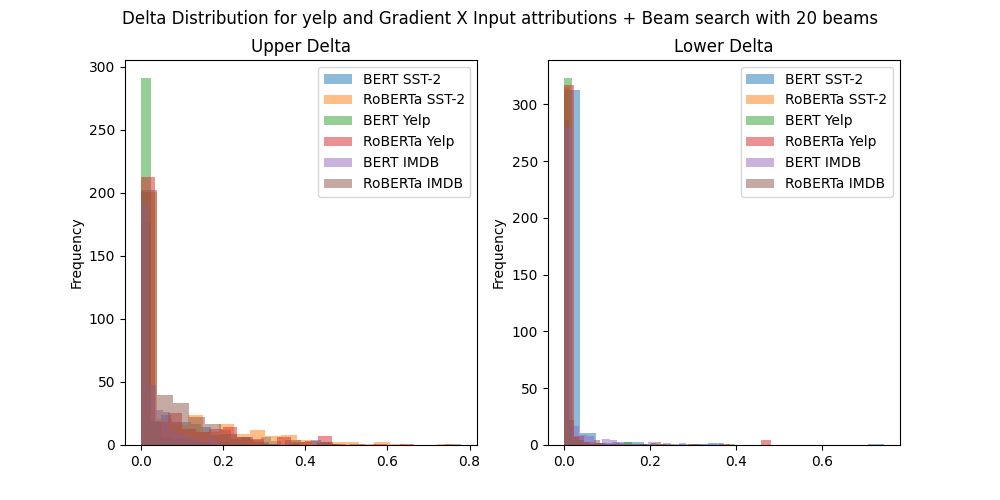 Delta Distribution for yelp and Gradient X Input attributions + Beam search with 20 beams
Upper Delta
Frequency
300
250
200
150
100
50
0
0.0 0.2 0.4 0.6 0.8
BERT SST-2
RoBERTa SST-2
BERT Yelp
RoBERTa Yelp
BERT IMDB
RoBERTa IMDB
Lower Delta
Frequency
300
250
200
150
100
50
0
0.0 0.2 0.4 0.6
BERT SST-2
RoBERTa SST-2
BERT Yelp
RoBERTa Yelp
BERT IMDB
RoBERTa IMDB